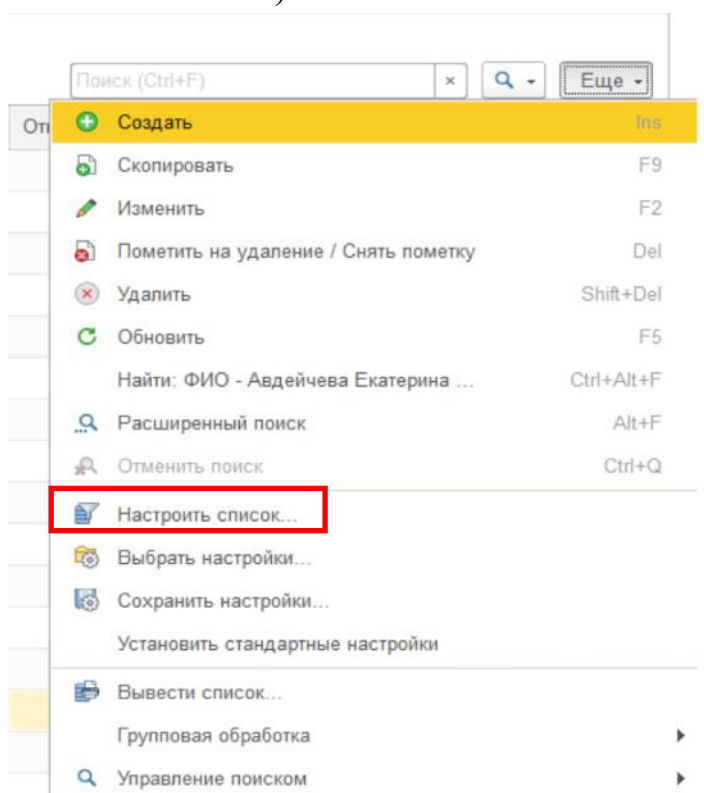 )
Поиск (Ctrl+F) × Еще
От
Создать Ins
Скопировать F9
Изменить F2
Пометить на удаление / Снять пометку Del
Удалить Shift+Del
Обновить F5
Найти: ФИО - Авдейчева Екатерина ... Ctrl+Alt+F
Расширенный поиск Alt+F
Отменить поиск Ctrl+Q
Настроить список...
Выбрать настройки...
Сохранить настройки...
Установить стандартные настройки
Вывести список...
Групповая обработка
Управление поиском